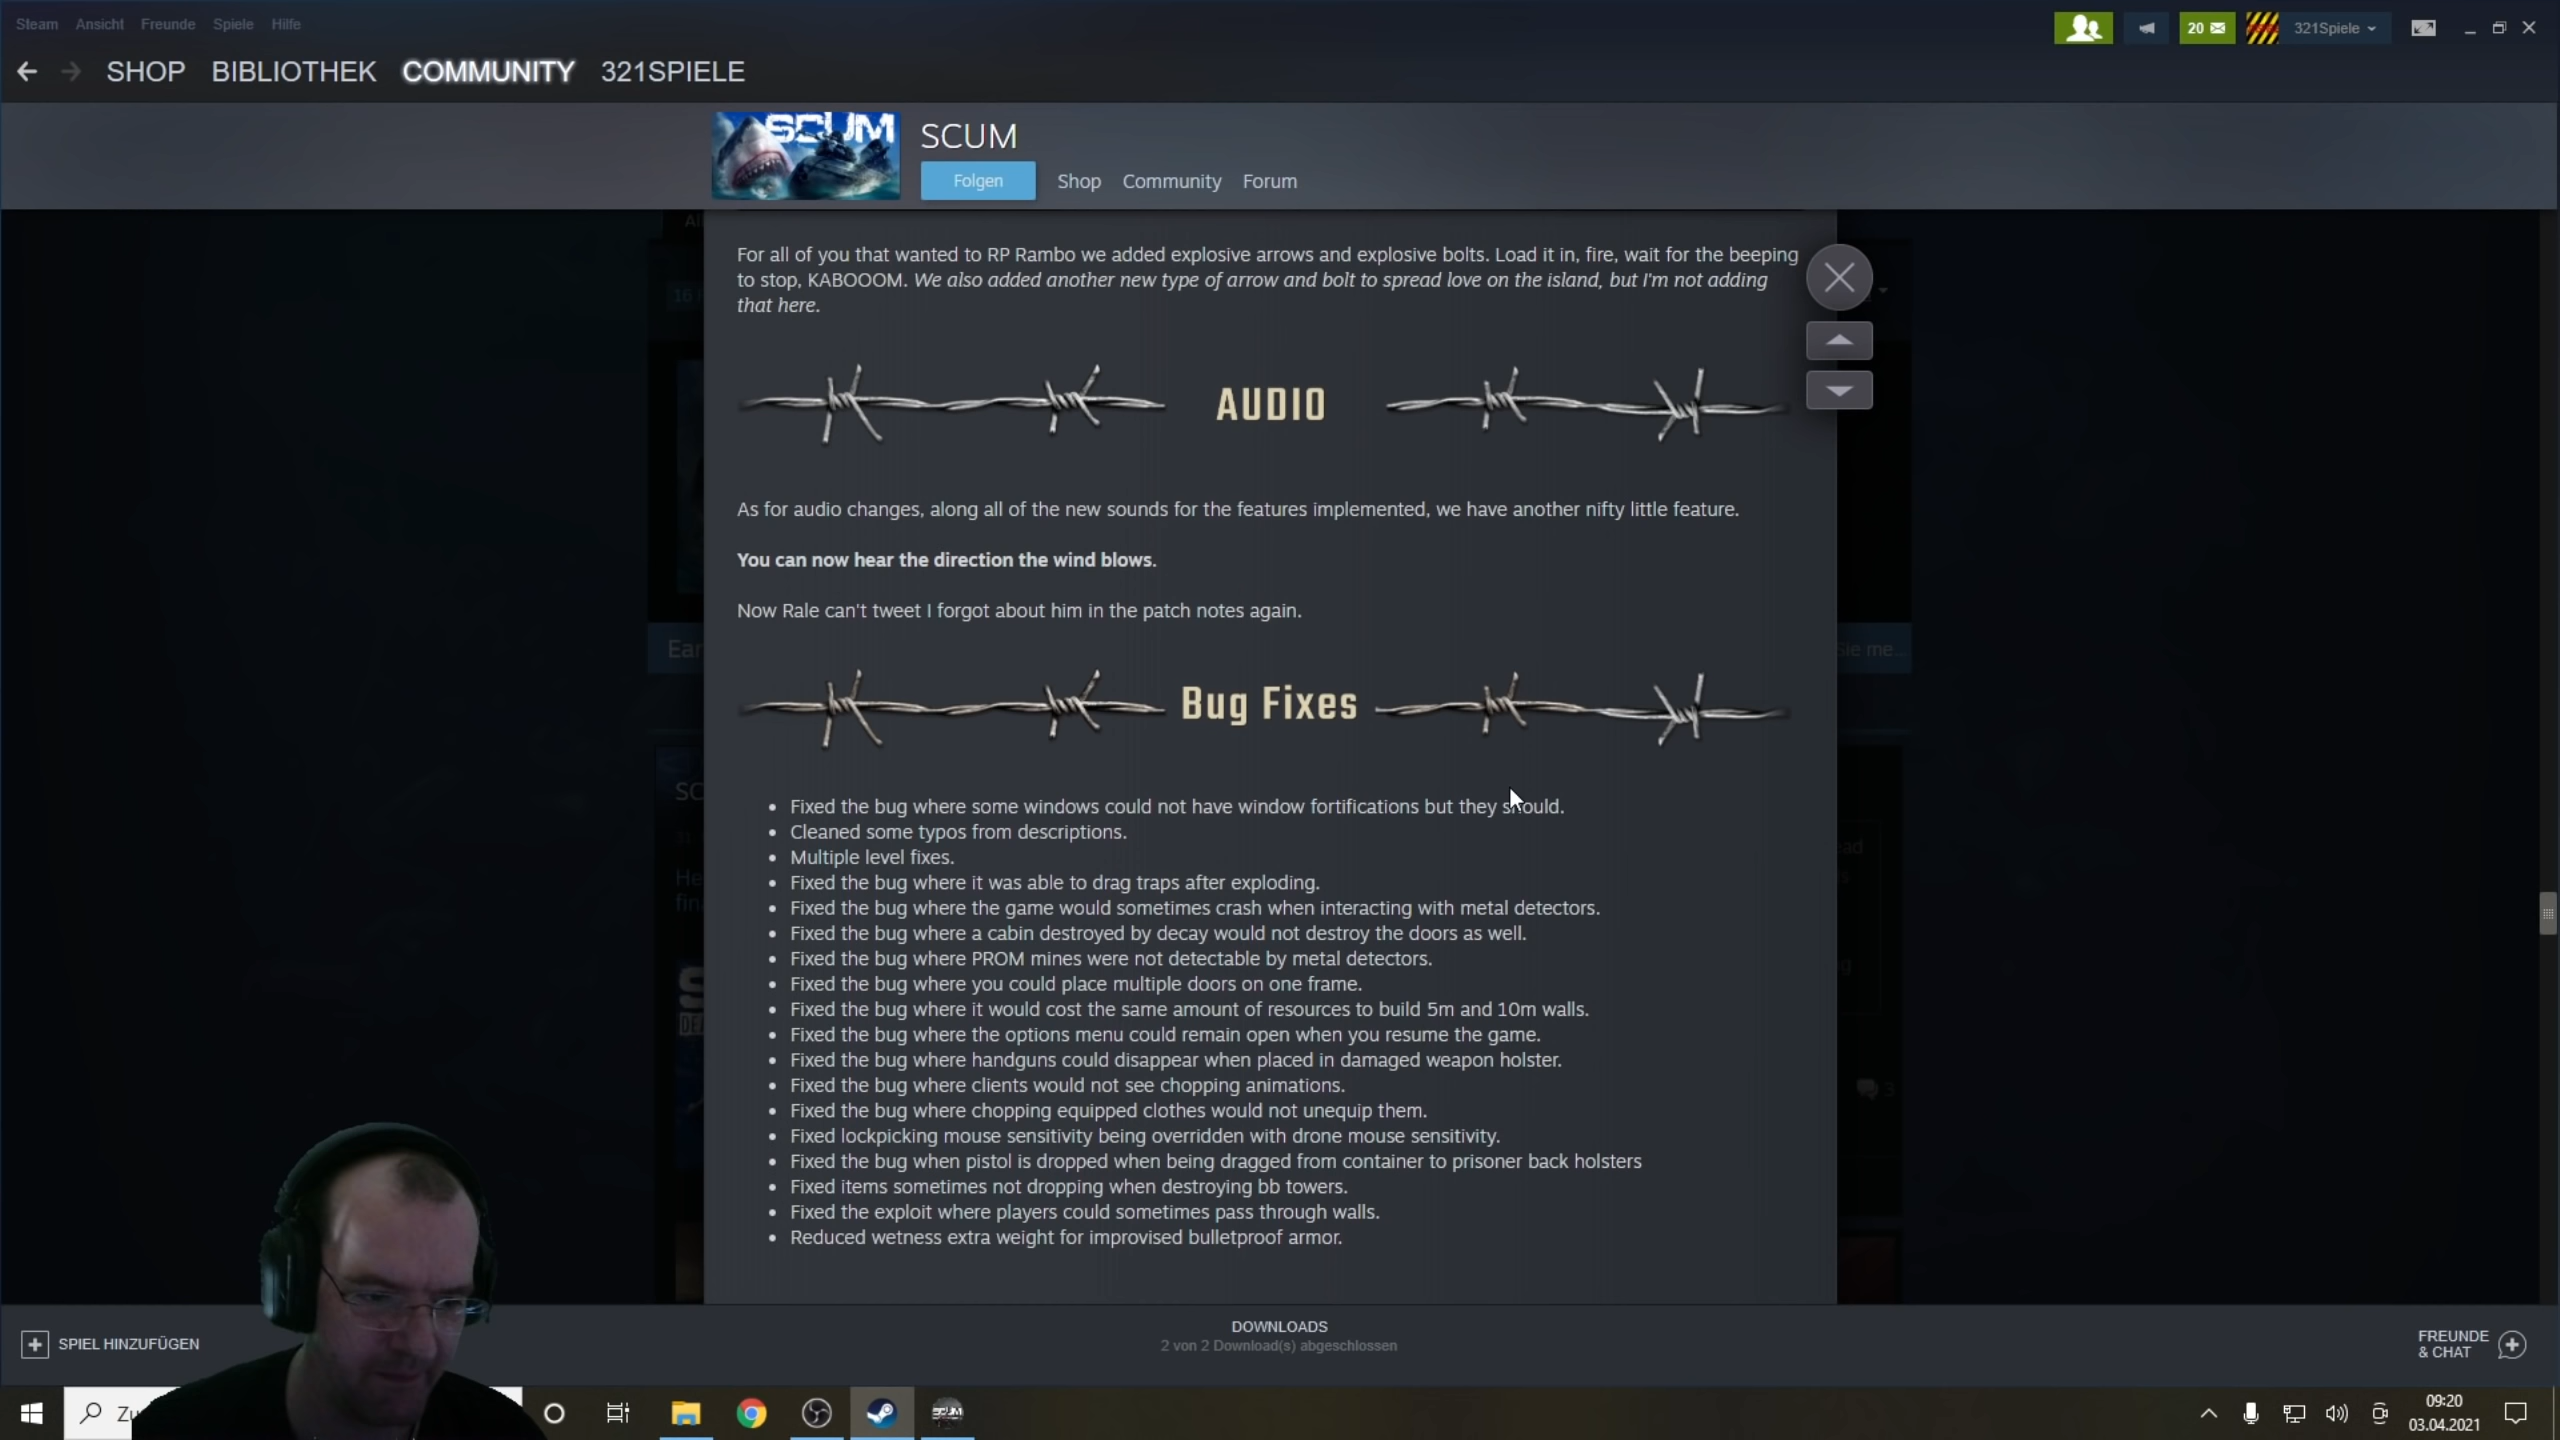 Steam Ansicht Freunde Spiele Hilfe
20
321Spiele
SHOP BIBLIOTHEK COMMUNITY 321SPIELE
SCUM
SCUM
Folgen Shop Community Forum
For all of you that wanted to RP Rambo we added explosive arrows and explosive bolts. Load it in, fire, wait for the beeping
to stop, KABOOOM. We also added another new type of arrow and bolt to spread love on the island, but I'm not adding
that here.
AUDIO
As for audio changes, along all of the new sounds for the features implemented, we have another nifty little feature.
You can now hear the direction the wind blows.
Now Rale can't tweet I forgot about him in the patch notes again.
Ear
Sie me...
Bug Fixes
SC
He
fin
• Fixed the bug where some windows could not have window fortifications but they should.
• Cleaned some typos from descriptions.
• Multiple level fixes.
• Fixed the bug where it was able to drag traps after exploding.
• Fixed the bug where the game would sometimes crash when interacting with metal detectors.
• Fixed the bug where a cabin destroyed by decay would not destroy the doors as well.
• Fixed the bug where PROM mines were not detectable by metal detectors.
• Fixed the bug where you could place multiple doors on one frame.
• Fixed the bug where it would cost the same amount of resources to build 5m and 10m walls.
• Fixed the bug where the options menu could remain open when you resume the game.
• Fixed the bug where handguns could disappear when placed in damaged weapon holster.
• Fixed the bug where clients would not see chopping animations.
• Fixed the bug where chopping equipped clothes would not unequip them.
• Fixed lockpicking mouse sensitivity being overridden with drone mouse sensitivity.
• Fixed the bug when pistol is dropped when being dragged from container to prisoner back holsters
• Fixed items sometimes not dropping when destroying bb towers.
• Fixed the exploit where players could sometimes pass through walls.
• Reduced wetness extra weight for improvised bulletproof armor.
SPIEL HINZUFÜGEN
DOWNLOADS
2 von 2 Download(s) abgeschlossen
FREUNDE
& CHAT
Zu
SCUM
09:20
03.04.2021